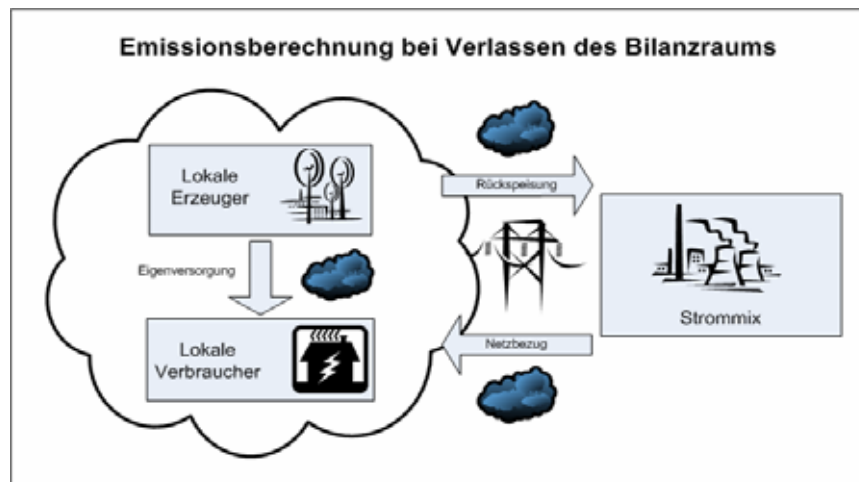 Emissionsberechnung bei Verlassen des Bilanzraums
Lokale
Erzeuger
Rückspeisung
Eigenversorgung
Strommix
Lokale
Verbraucher
Netzbezug